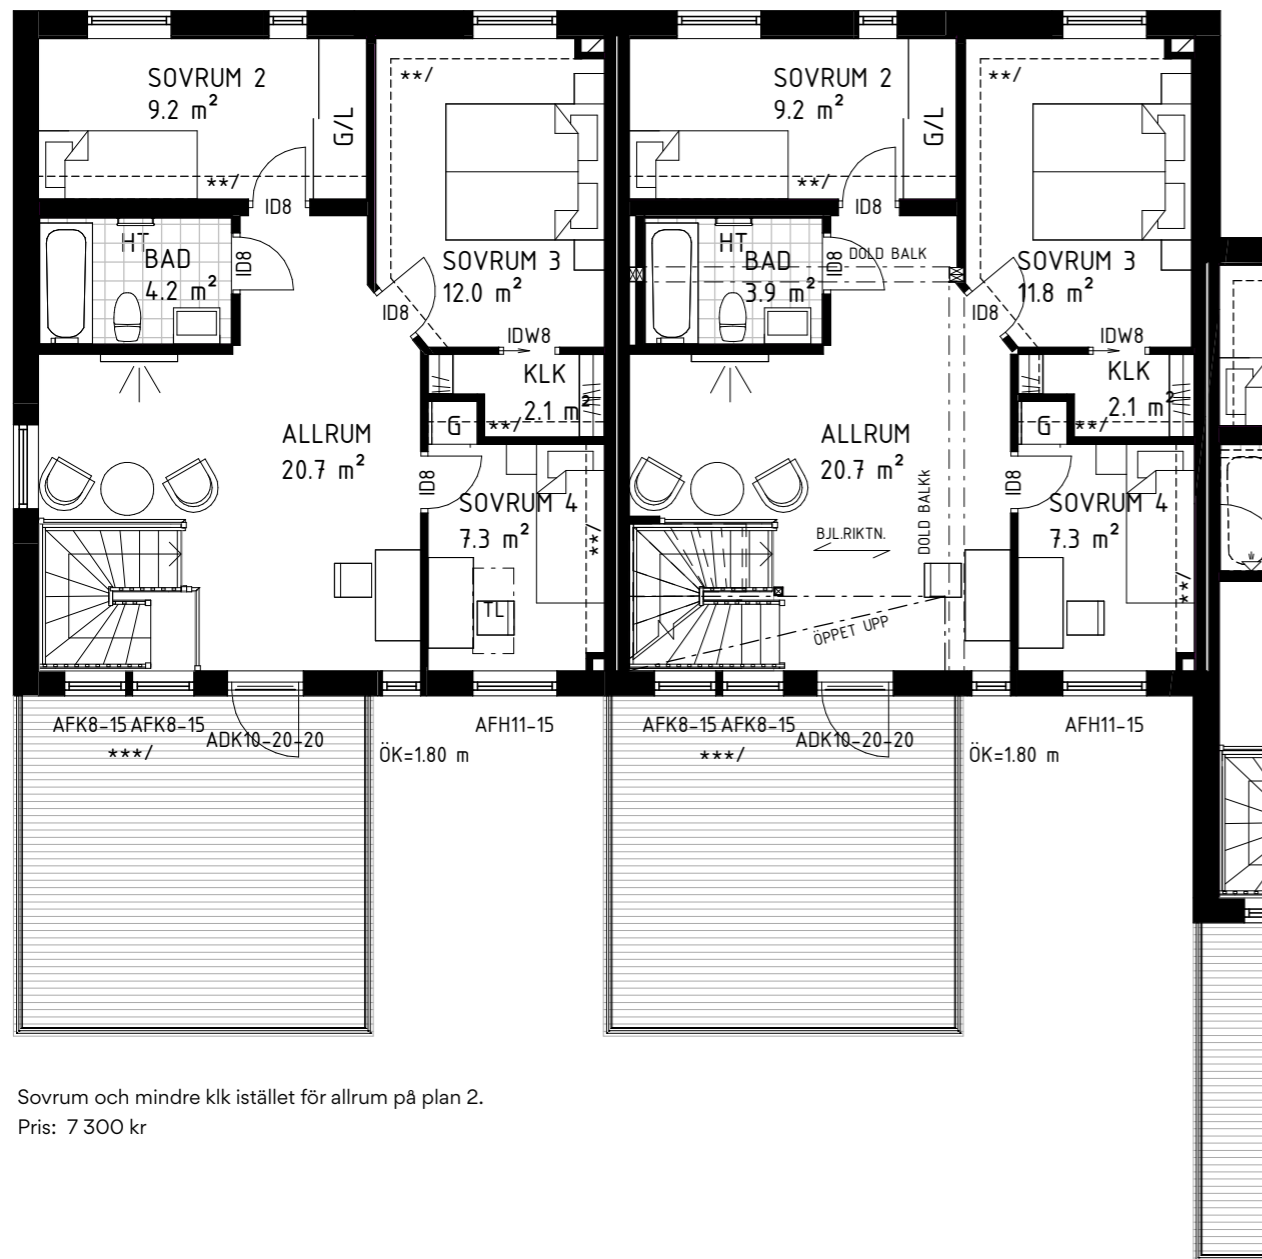 SOVRUM 2
9.2 m²
G/L
**/
ID8
**/
HT
BAD
4.2 m²
ID8
SOVRUM 3
12.0 m²
ID8
IDW8
KLK
2.1 m²
G
**/
ALLRUM
20.7 m²
ID8
SOVRUM 4
7.3 m²
**/
TL
AFK8-15 AFK8-15
***/
ADK10-20-20
ÖK=1.80 m
AFH11-15
SOVRUM 2
9.2 m²
G/L
**/
ID8
**/
HT
BAD
3.9 m²
ID8
DOLD BALK
SOVRUM 3
11.8 m²
ID8
IDW8
KLK
2.1 m²
G
**/
ALLRUM
20.7 m²
DOLD BALKk
ID8
SOVRUM 4
7.3 m²
**/
BJL.RIKTN.
ÖPPET UPP
AFK8-15 AFK8-15
***/
ADK10-20-20
ÖK=1.80 m
AFH11-15
Sovrum och mindre klk istället för allrum på plan 2.
Pris: 7 300 kr